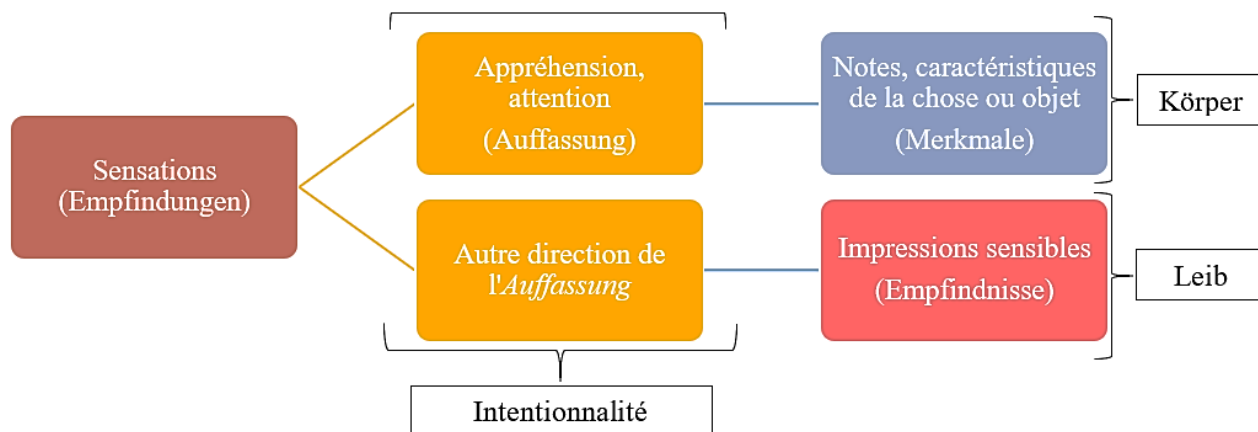 Sensations
(Empfindungen)
Appréhension,
attention
(Auffassung)
Notes, caractéristiques
de la chose ou objet
(Merkmale)
Körper
Autre direction de
l'Auffassung
Impressions sensibles
(Empfindnisse)
Leib
Intentionnalité